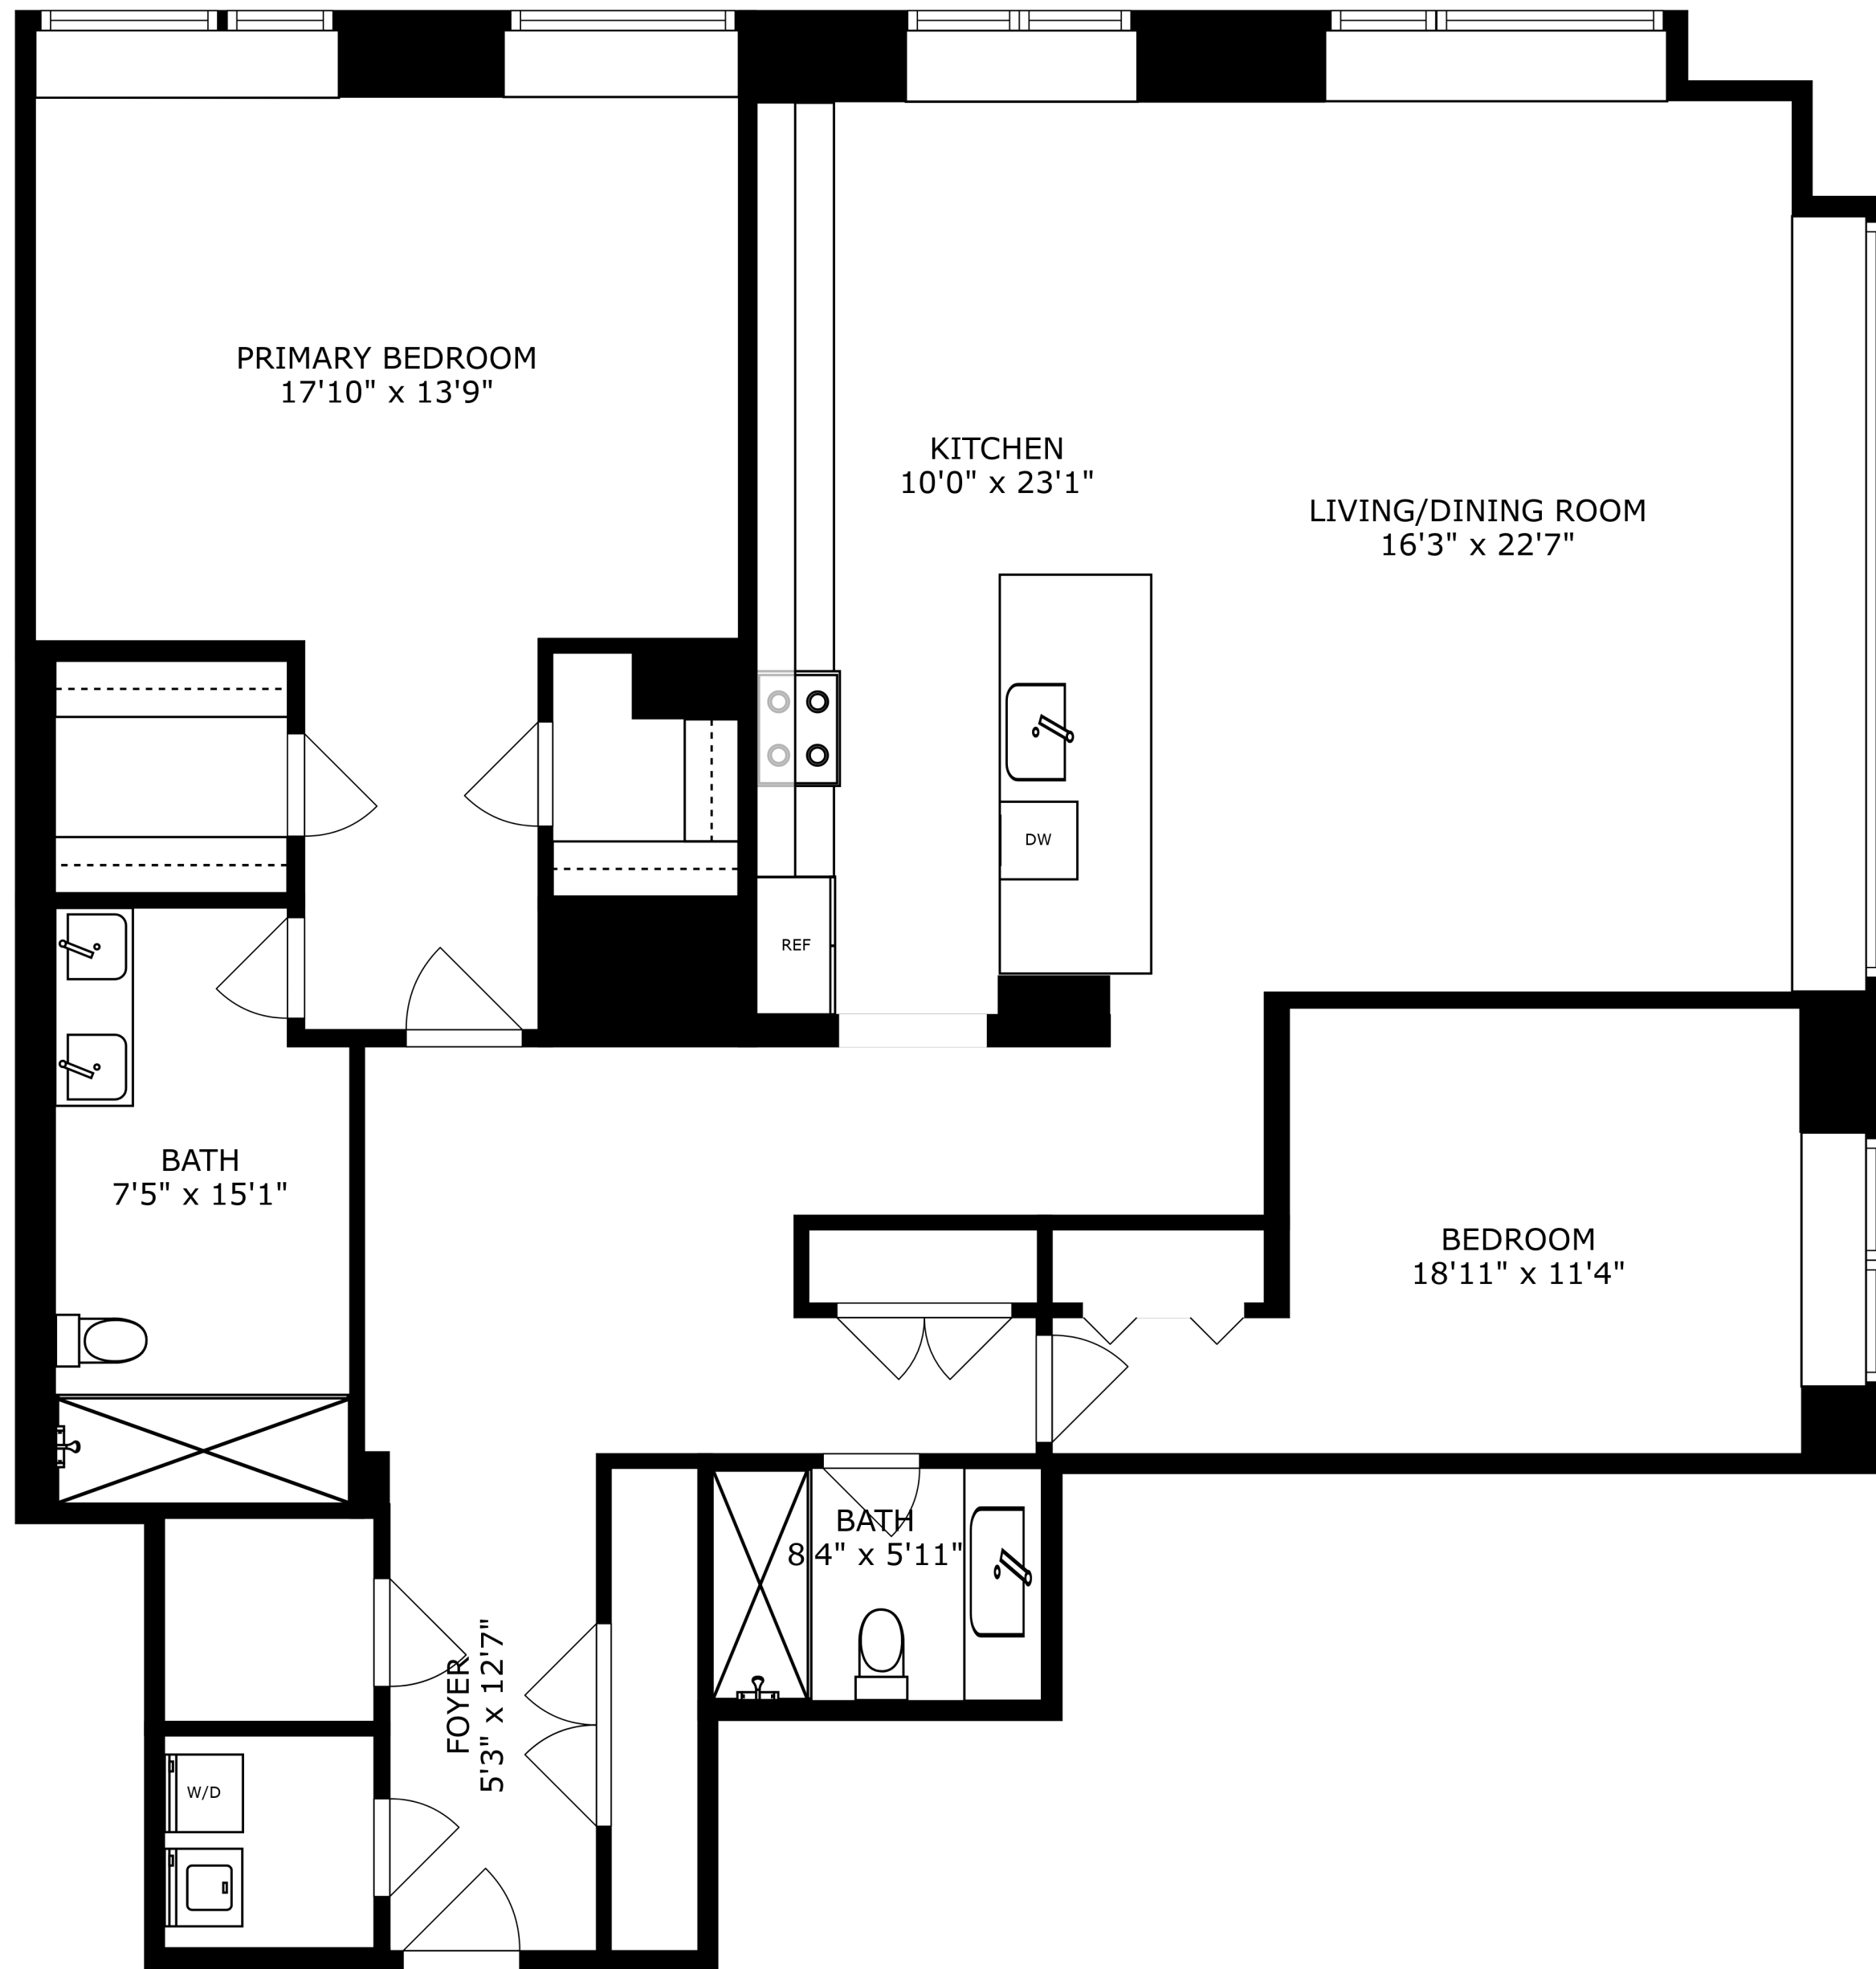 PRIMARY BEDROOM
17'10" x 13'9"
KITCHEN
10'0" x 23'1"
LIVING/DINING ROOM
16'3" x 22'7"
DW
REF
BATH
7'5" x 15'1"
BEDROOM
18'11" x 11'4"
BATH
8'4" x 5'11"
FOYER
5'3" x 12'7"
W/D